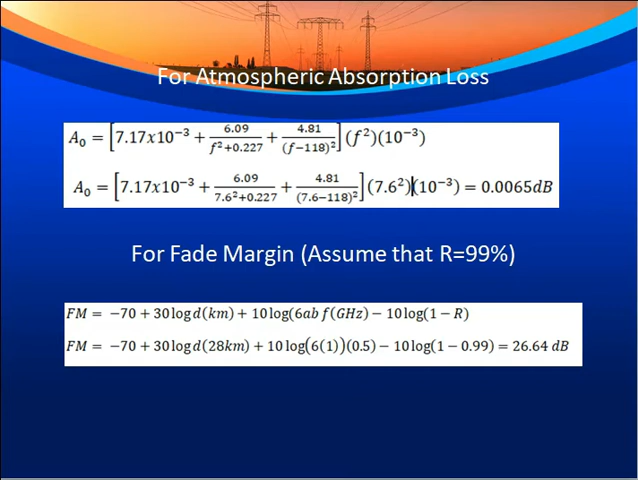 For Atmospheric Absorption Loss
A₀ = [7.17x10⁻³ + 6.09/(f²+0.227) + 4.81/(f−118)²] (f²)(10⁻³)
A₀ = [7.17x10⁻³ + 6.09/(7.6²+0.227) + 4.81/(7.6−118)²] (7.6²)(10⁻³) = 0.0065dB
For Fade Margin (Assume that R=99%)
FM = −70 + 30 log d(km) + 10 log(6ab f(GHz) − 10 log(1 − R)
FM = −70 + 30 log d(28km) + 10 log(6(1))(0.5) − 10 log(1 − 0.99) = 26.64 dB